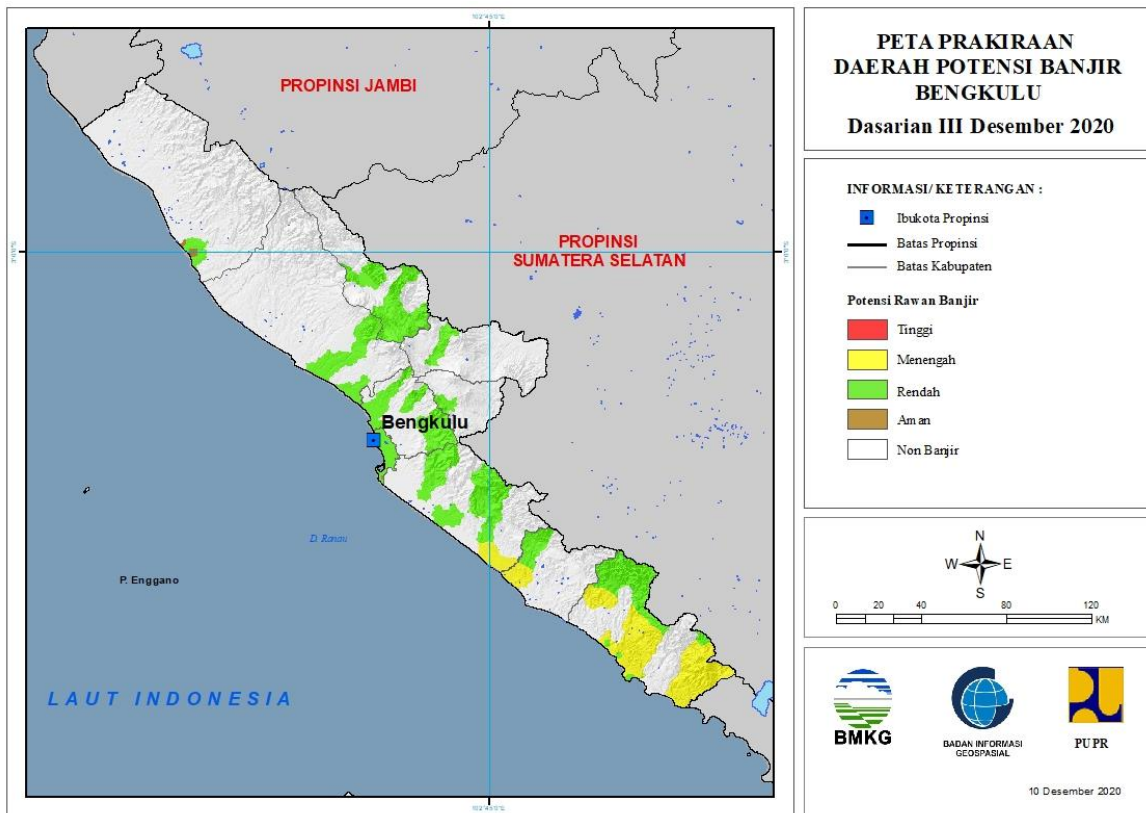 PETA PRAKIRAAN
DAERAH POTENSI BANJIR
BENGKULU
Dasarian III Desember 2020
INFORMASI/ KETERANGAN :
Ibukota Propinsi
Batas Propinsi
Batas Kabupaten
Potensi Rawan Banjir
Tinggi
Menengah
Rendah
Aman
Non Banjir
N
W E
S
0 20 40 80 120
KM
BMKG
BADAN INFORMASI
GEOSPASIAL
PUPR
10 Desember 2020
PROPINSI JAMBI
PROPINSI
SUMATERA SELATAN
Bengkulu
D. Ranau
P. Enggano
LAUT INDONESIA